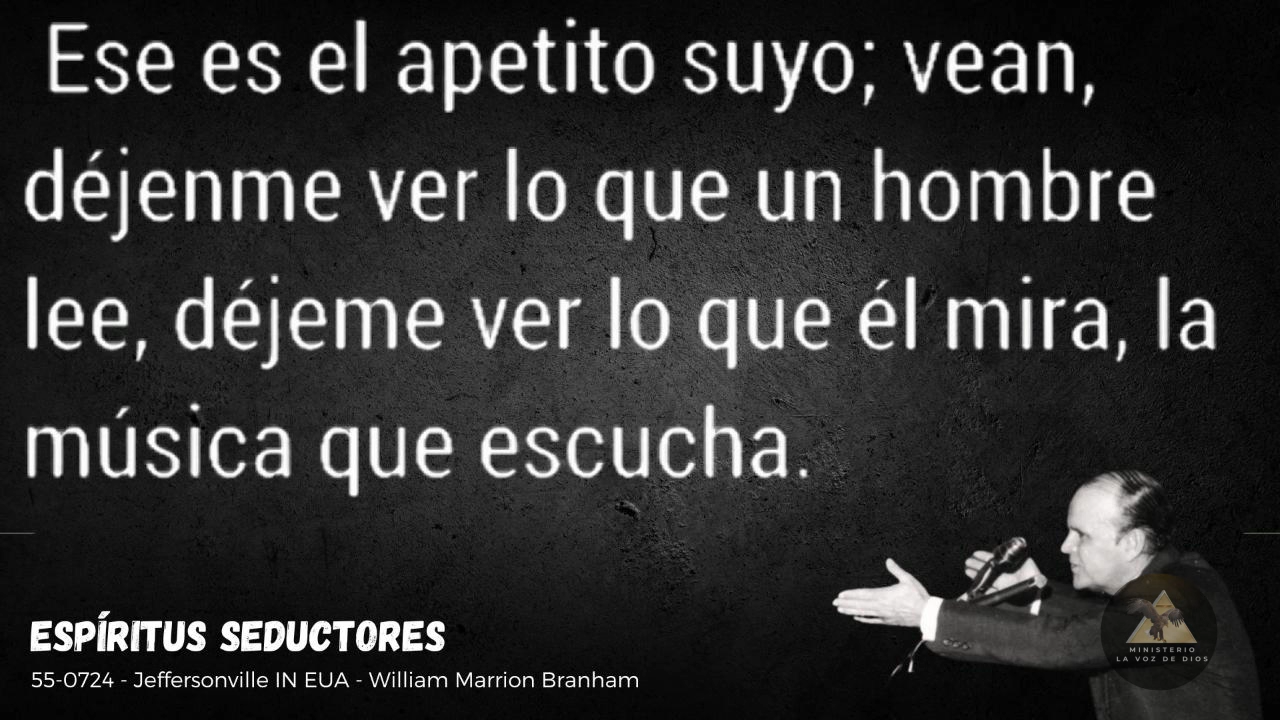 Ese es el apetito suyo; vean,
déjenme ver lo que un hombre
lee, déjeme ver lo que él mira, la
música que escucha.
ESPÍRITUS SEDUCTORES
55-0724 - Jeffersonville IN EUA - William Marrion Branham
MINISTERIO
LA VOZ DE DIOS